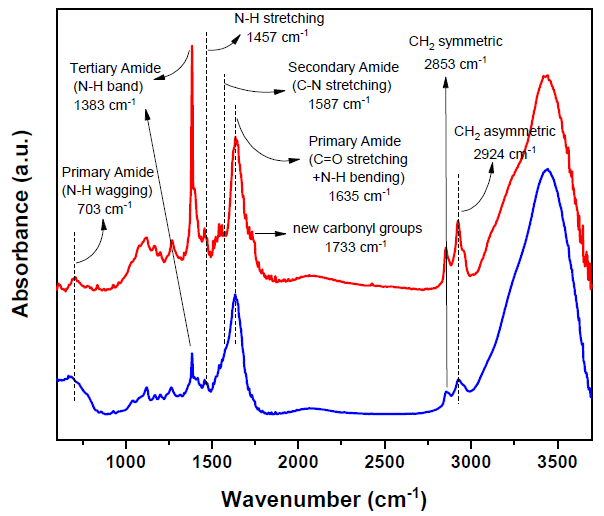 N-H stretching
1457 cm⁻¹
CH₂ symmetric
2853 cm⁻¹
Tertiary Amide
(N-H band)
1383 cm⁻¹
Secondary Amide
(C-N stretching)
1587 cm⁻¹
CH₂ asymmetric
2924 cm⁻¹
Primary Amide
(C=O stretching
+N-H bending)
1635 cm⁻¹
Primary Amide
(N-H wagging)
703 cm⁻¹
new carbonyl groups
1733 cm⁻¹
Absorbance (a.u.)
1000 1500 2000 2500 3000 3500
Wavenumber (cm⁻¹)